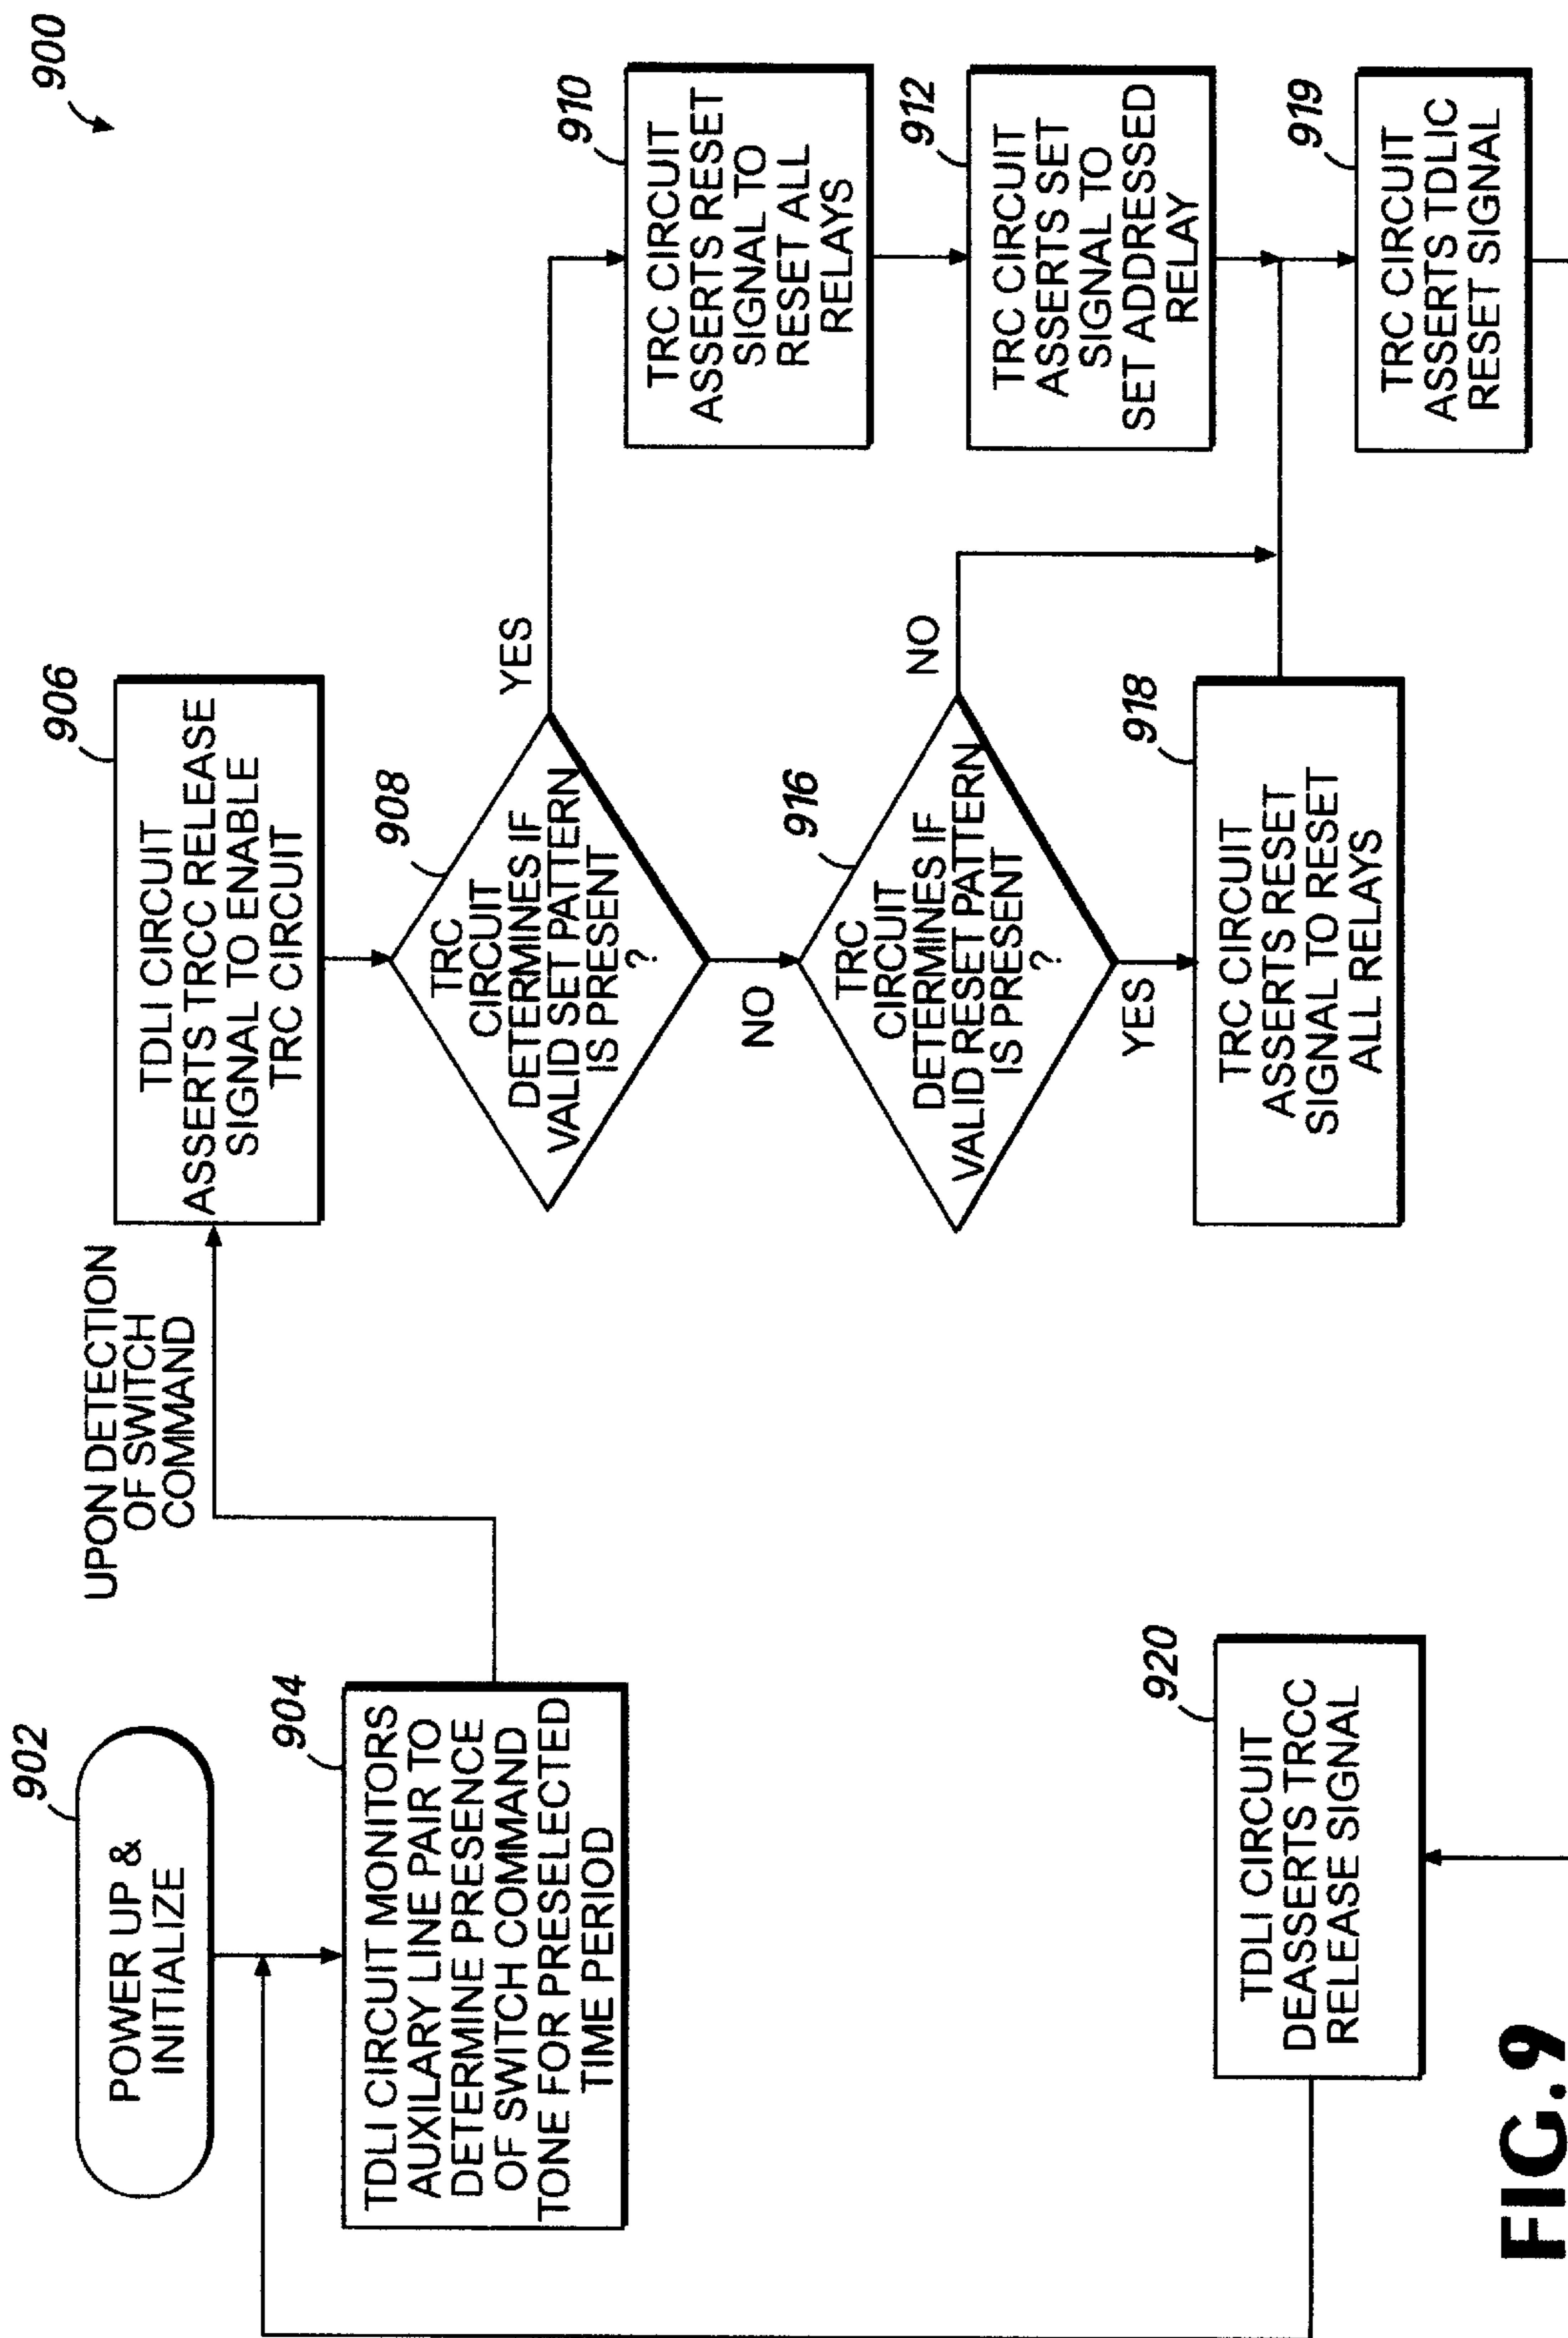 900
902
POWER UP &
INITIALIZE
904
TDLI CIRCUIT MONITORS
AUXILARY LINE PAIR TO
DETERMINE PRESENCE
OF SWITCH COMMAND
TONE FOR PRESELECTED
TIME PERIOD
UPON DETECTION
OF SWITCH
COMMAND
906
TDLI CIRCUIT
ASSERTS TRCC RELEASE
SIGNAL TO ENABLE
TRC CIRCUIT
908
TRC
CIRCUIT
DETERMINES IF
VALID SET PATTERN
IS PRESENT
?
YES
NO
910
TRC CIRCUIT
ASSERTS RESET
SIGNAL TO
RESET ALL
RELAYS
912
TRC CIRCUIT
ASSERTS SET
SIGNAL TO
SET ADDRESSED
RELAY
916
TRC
CIRCUIT
DETERMINES IF
VALID RESET PATTERN
IS PRESENT
?
NO
YES
918
TRC CIRCUIT
ASSERTS RESET
SIGNAL TO RESET
ALL RELAYS
919
TRC CIRCUIT
ASSERTS TDLIC
RESET SIGNAL
920
TDLI CIRCUIT
DEASSERTS TRCC
RELEASE SIGNAL
FIG.9